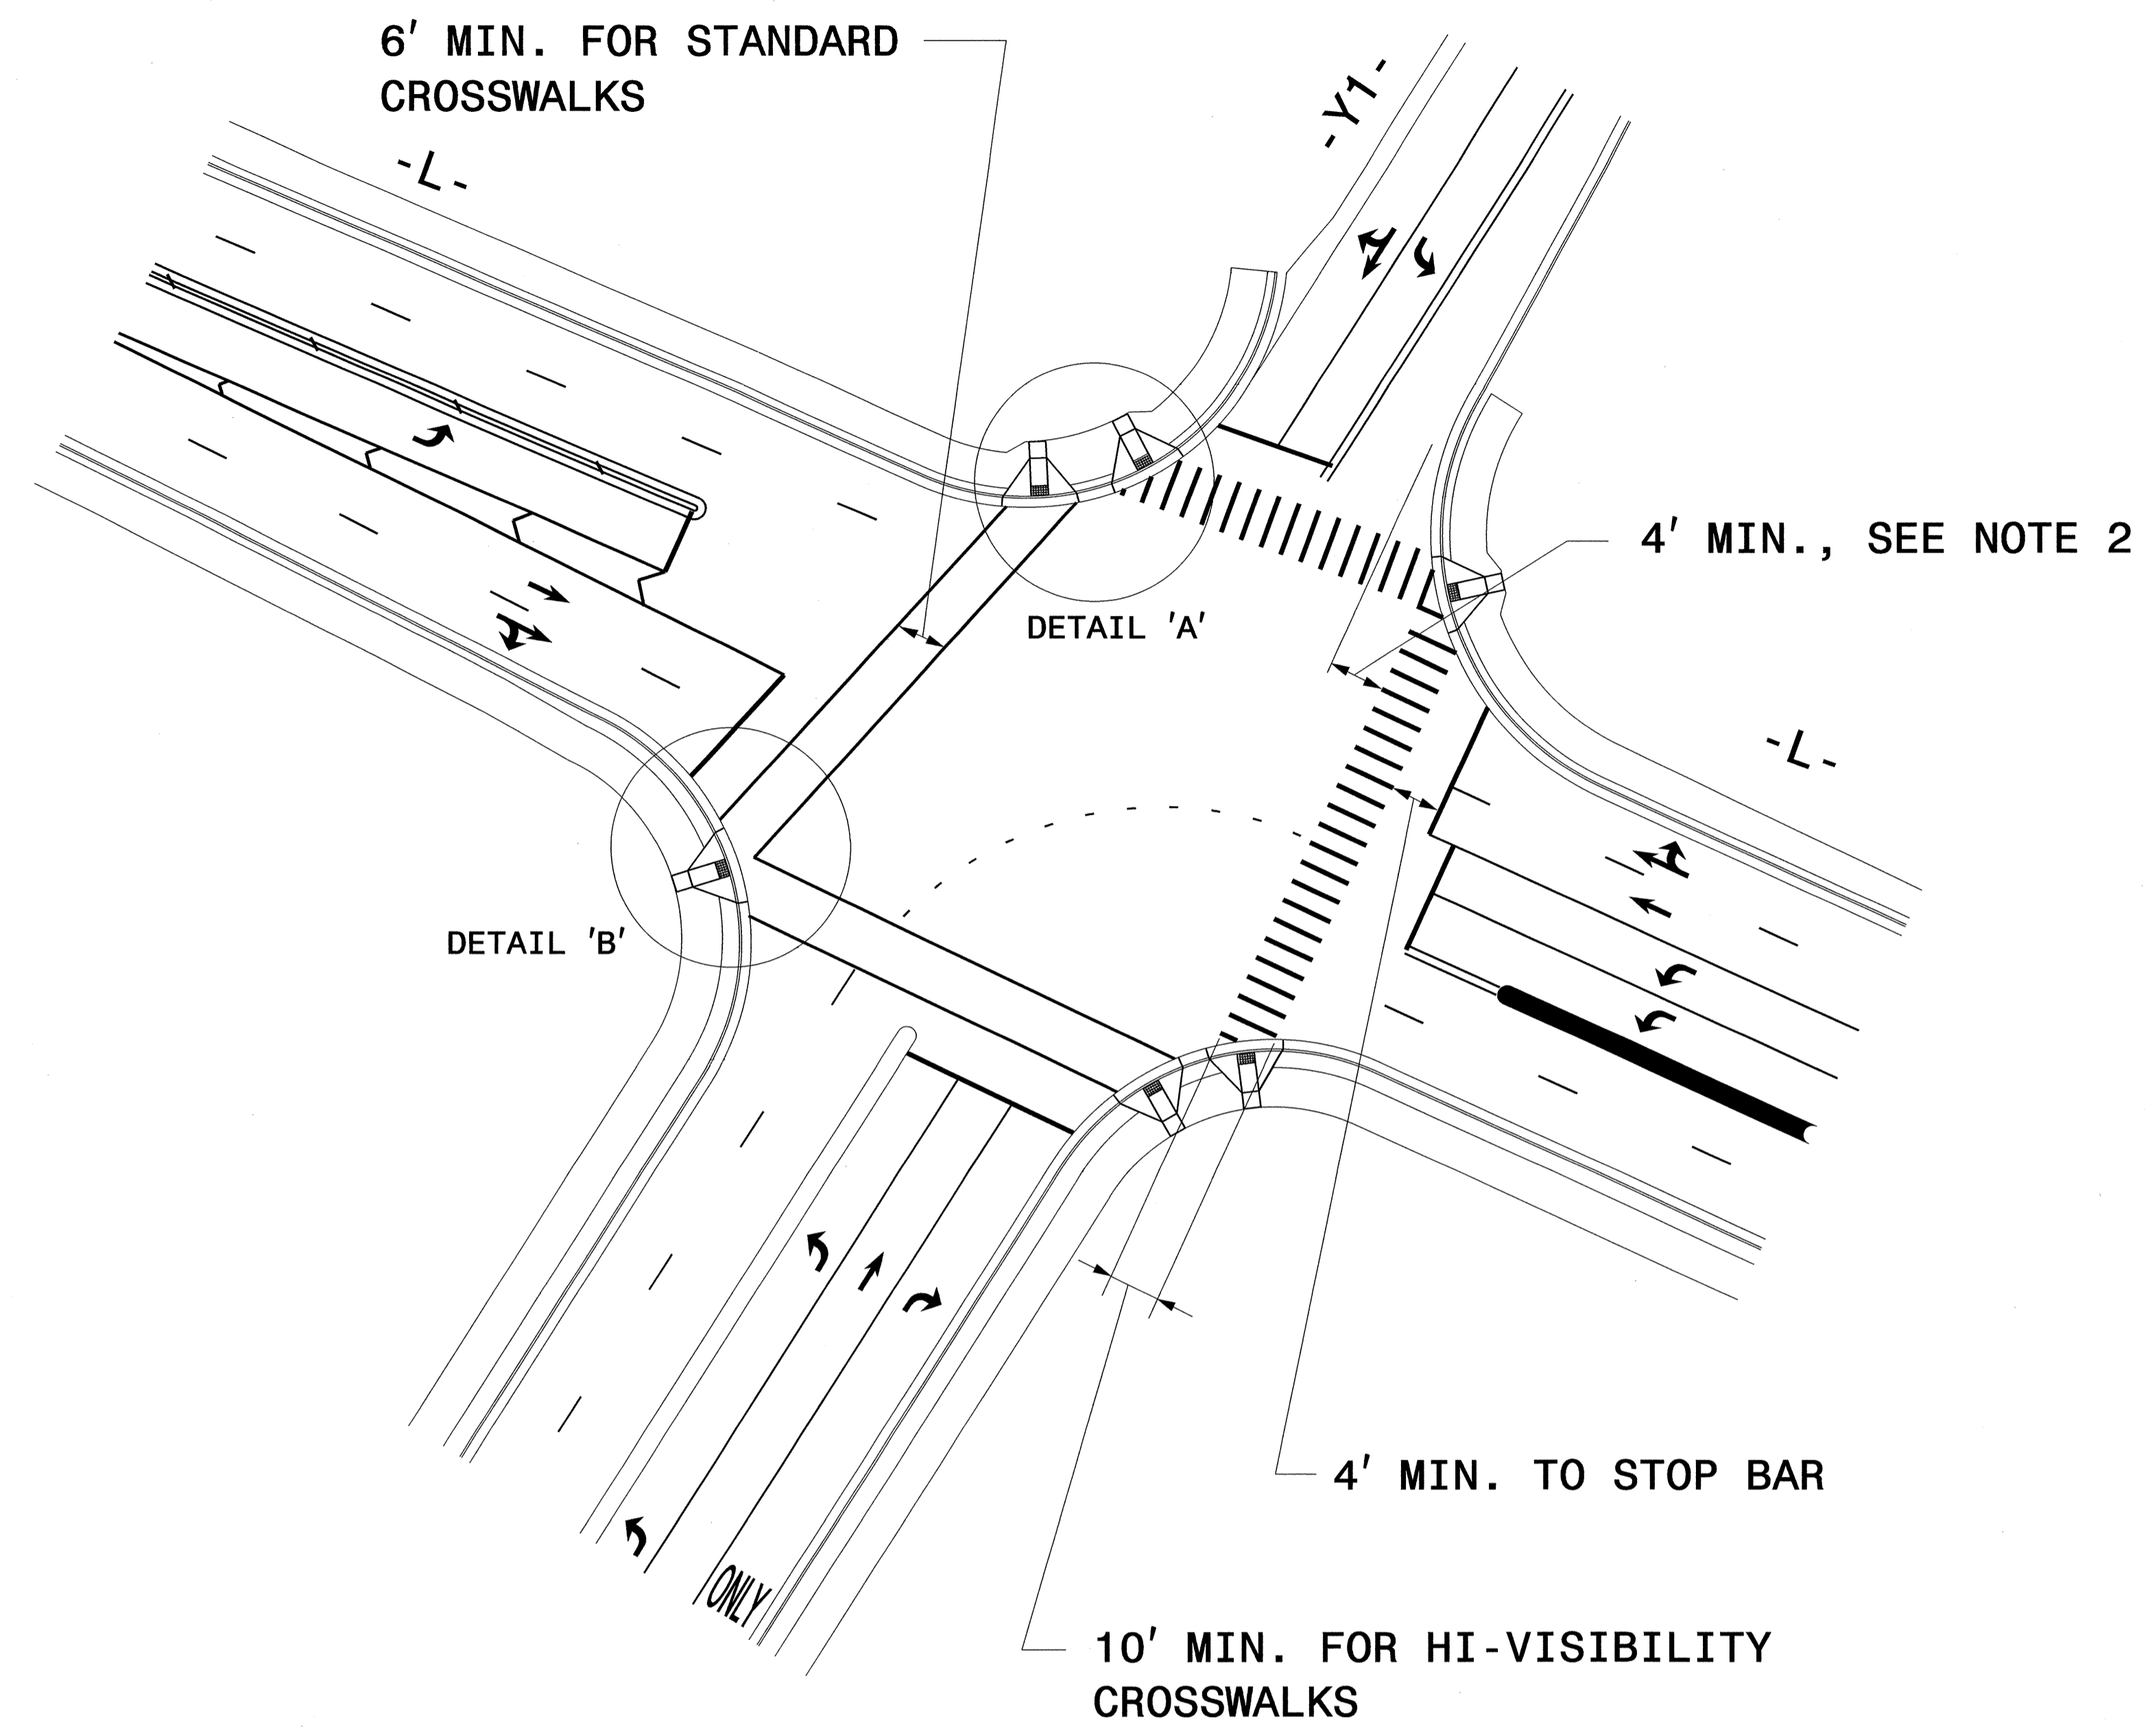 6' MIN. FOR STANDARD
CROSSWALKS
-Y1-
-L-
4' MIN., SEE NOTE 2
DETAIL 'A'
-L-
DETAIL 'B'
4' MIN. TO STOP BAR
ONLY
10' MIN. FOR HI-VISIBILITY
CROSSWALKS